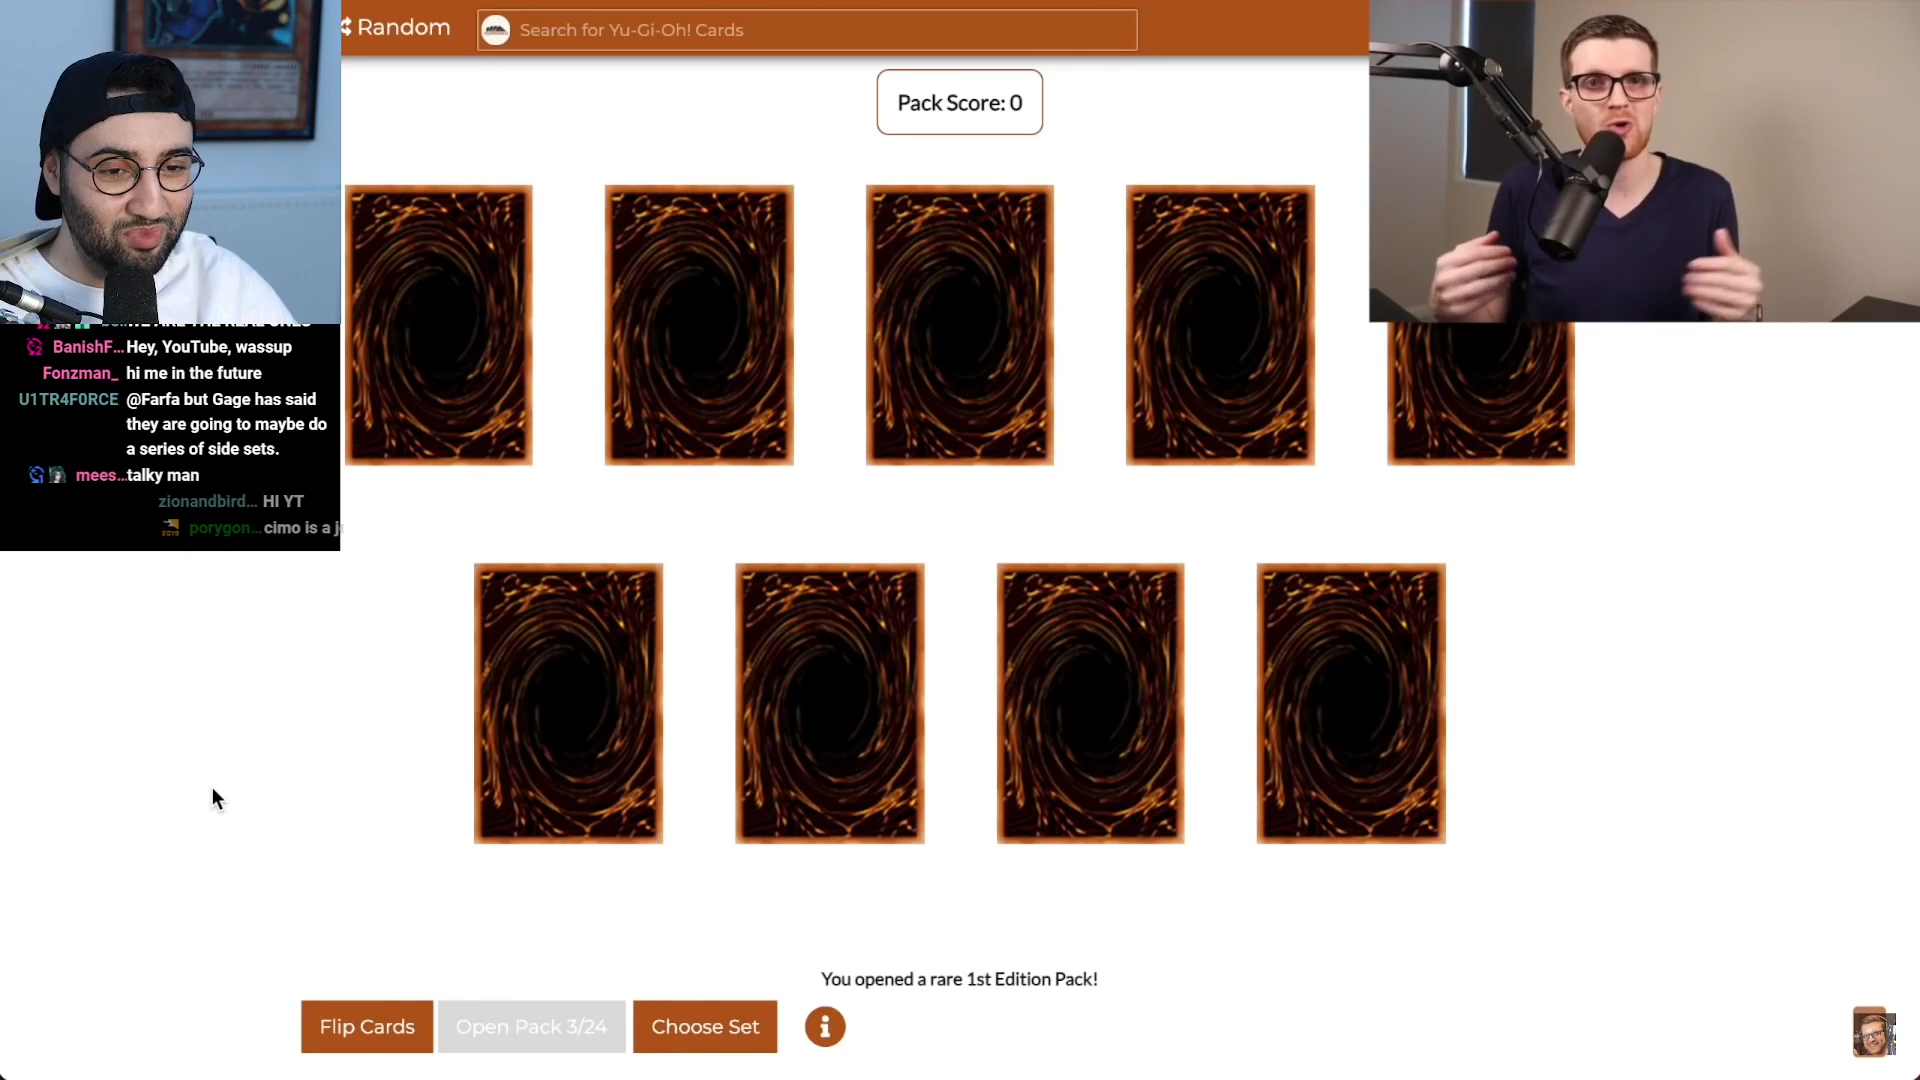 Random
Search for Yu-Gi-Oh! Cards
Pack Score: 0
BanishF... Hey, YouTube, wassup
Fonzman_ hi me in the future
U1TR4F0RCE @Farfa but Gage has said
they are going to maybe do
a series of side sets.
mees... talky man
zionandbird... HI YT
porygon... cimo is a
You opened a rare 1st Edition Pack!
Flip Cards
Open Pack 3/24
Choose Set
i